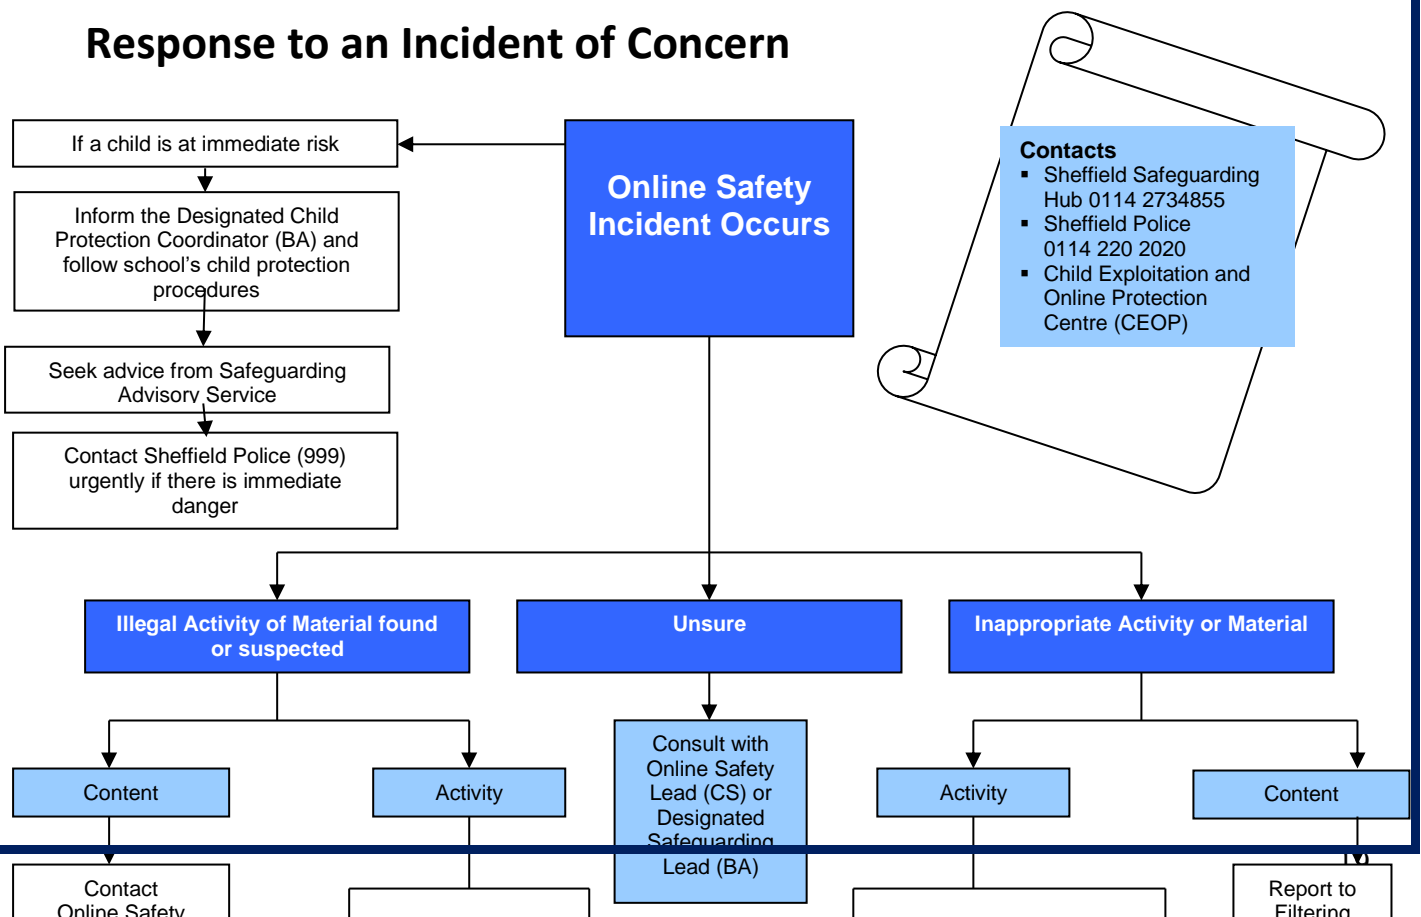 Response to an Incident of Concern
If a child is at immediate risk
Inform the Designated Child
Protection Coordinator (BA) and
follow school’s child protection
procedures
Seek advice from Safeguarding
Advisory Service
Contact Sheffield Police (999)
urgently if there is immediate
danger
Online Safety
Incident Occurs
Contacts
▪ Sheffield Safeguarding
Hub 0114 2734855
▪ Sheffield Police
0114 220 2020
▪ Child Exploitation and
Online Protection
Centre (CEOP)
Illegal Activity of Material found
or suspected
Unsure
Inappropriate Activity or Material
Content
Activity
Consult with
Online Safety
Lead (CS) or
Designated
Safeguarding
Lead (BA)
Activity
Content
Contact
Online Safety
Report to
Filtering